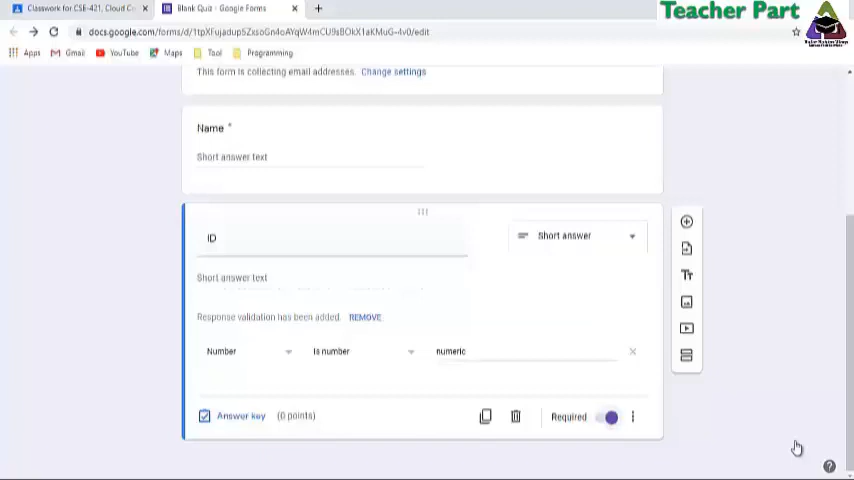 Teacher Part
Classwork for CSE-421, Cloud C
Blank Quiz - Google Forms
docs.google.com/forms/d/
/edit
Apps
Gmail
YouTube
Maps
Tool
Programming
This form is collecting email addresses. Change settings
Name *
Short answer text
ID
Short answer
Short answer text
Response validation has been added. REMOVE
Number
Is number
numeric
Answer key
(0 points)
Required